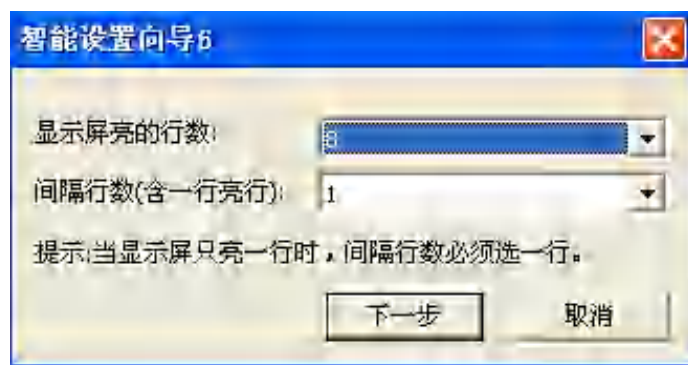 智能设置向导6
显示屏亮的行数: 8
间隔行数(含一行亮行): 1
提示:当显示屏只亮一行时，间隔行数必须选一行。
下一步 取消